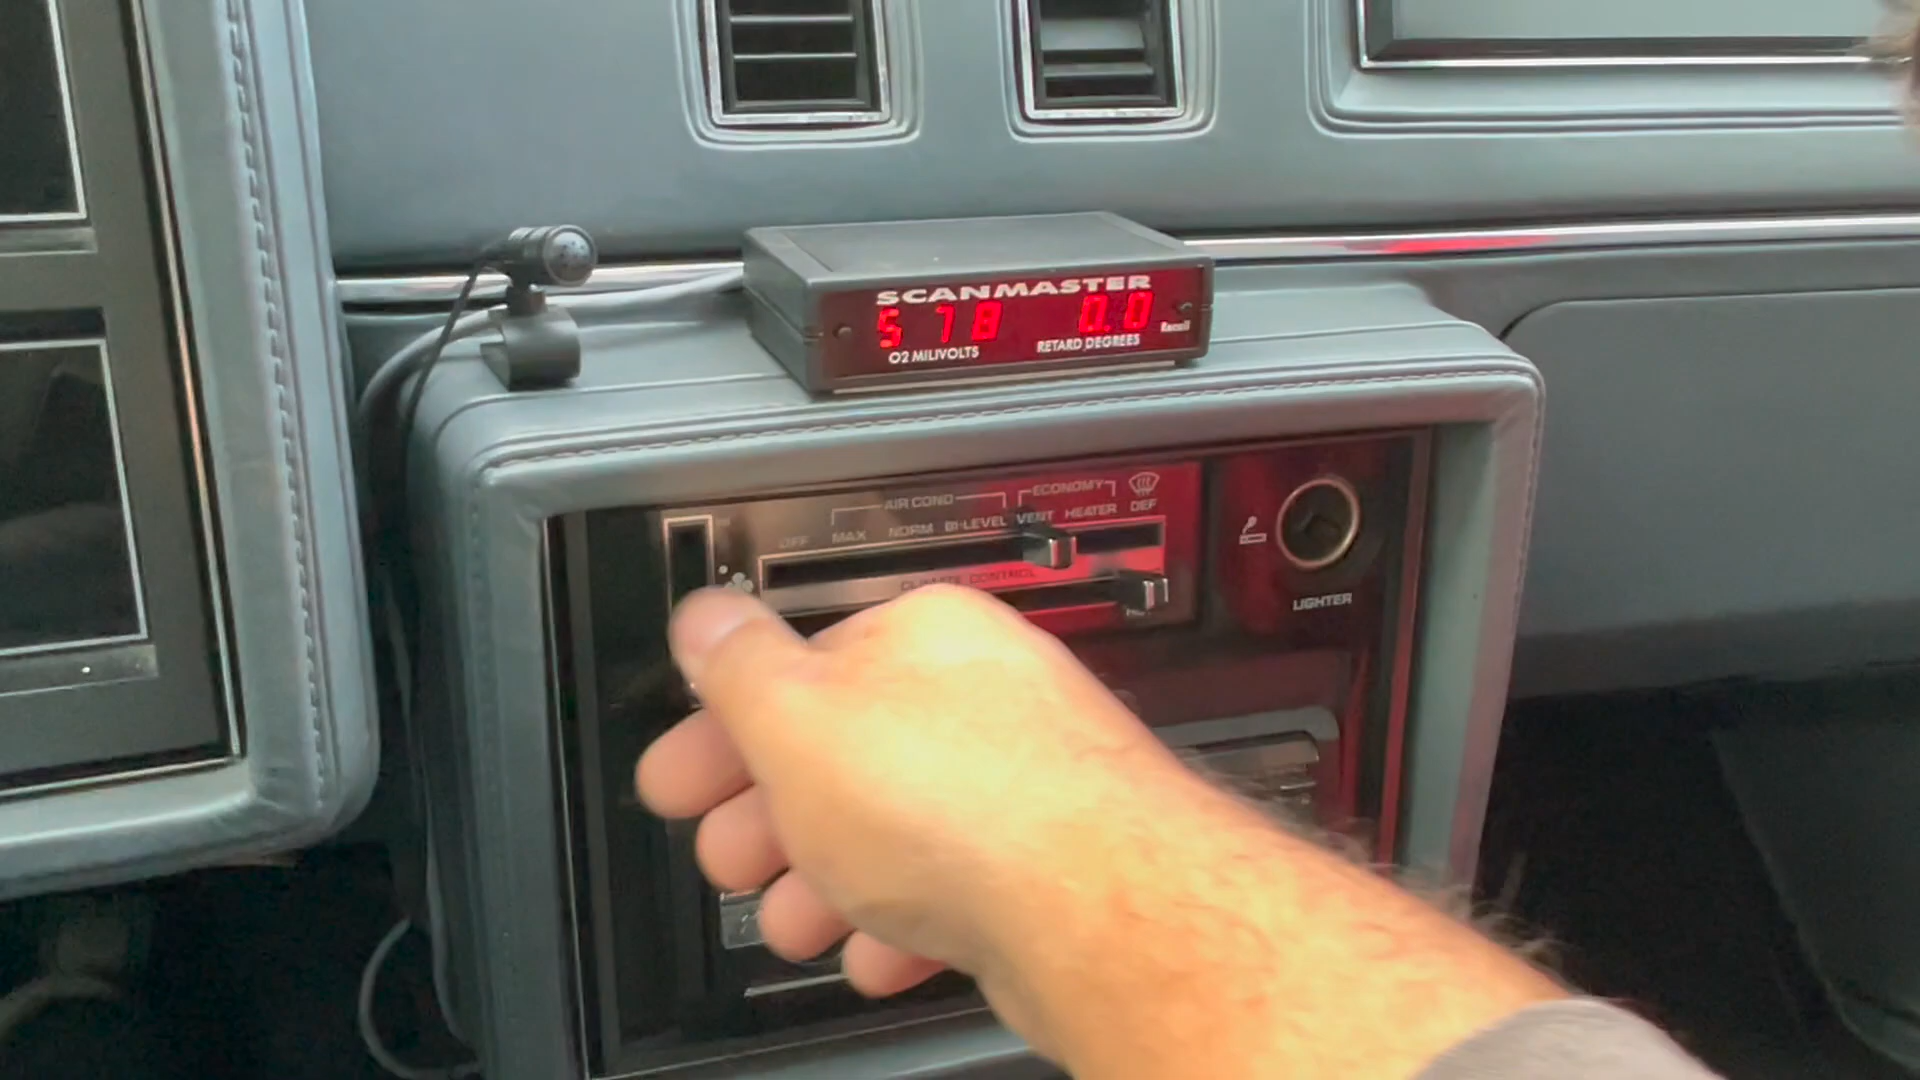 SCANMASTER
578 0.0
O2 MILIVOLTS RETARD DEGREES Recall
AIR COND ECONOMY
OFF MAX NORM BI-LEVEL VENT HEATER DEF
CLIMATE CONTROL
LIGHTER